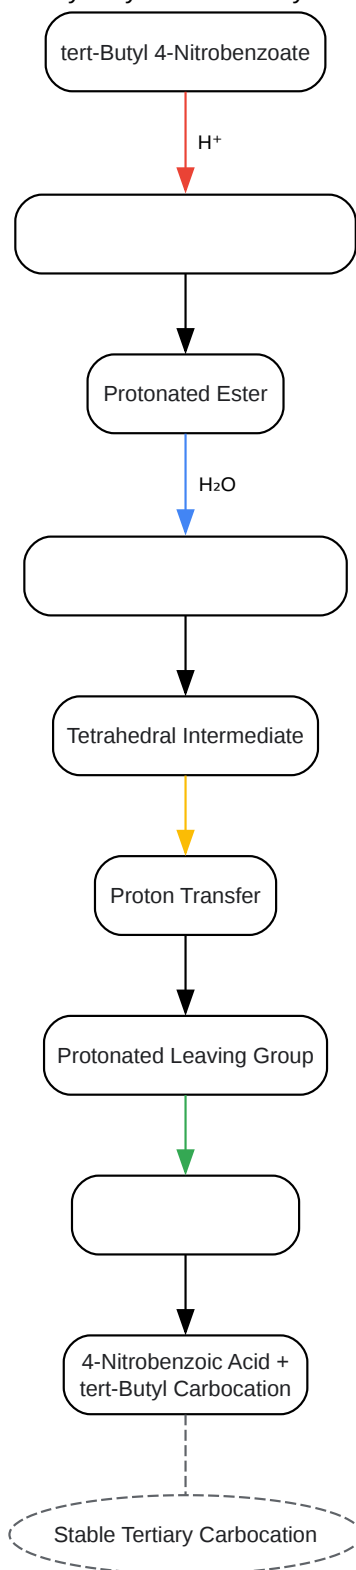 tert-Butyl 4-Nitrobenzoate
H⁺
Protonated Ester
H₂O
Tetrahedral Intermediate
Proton Transfer
Protonated Leaving Group
4-Nitrobenzoic Acid +
tert-Butyl Carbocation
Stable Tertiary Carbocation